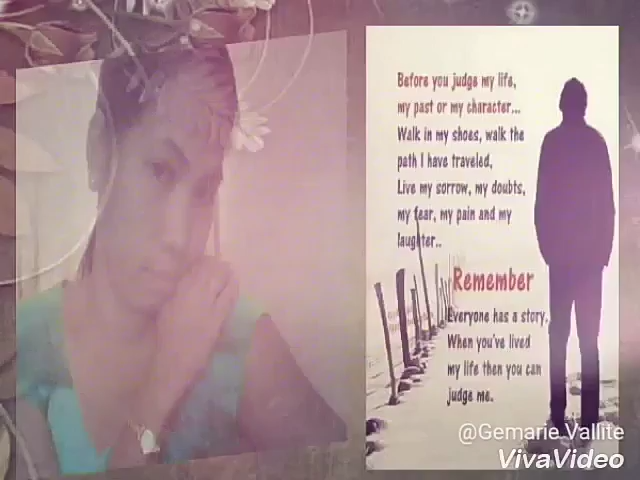 Before you judge my life,
my past or my character...
Walk in my shoes, walk the
path I have traveled,
Live my sorrow, my doubts,
my fear, my pain and my
laughter..
Remember
Everyone has a story.
When you've lived
my life then you can
judge me.
@Gemarie Vallite
VivaVideo